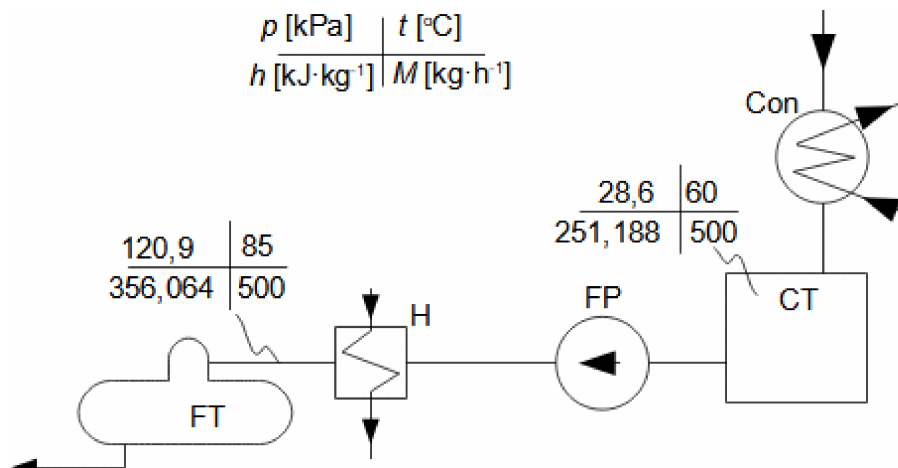 p [kPa] t [°C]
h [kJ·kg⁻¹] M [kg·h⁻¹]
Con
28,6 60
251,188 500
120,9 85
356,064 500
FP
CT
H
FT